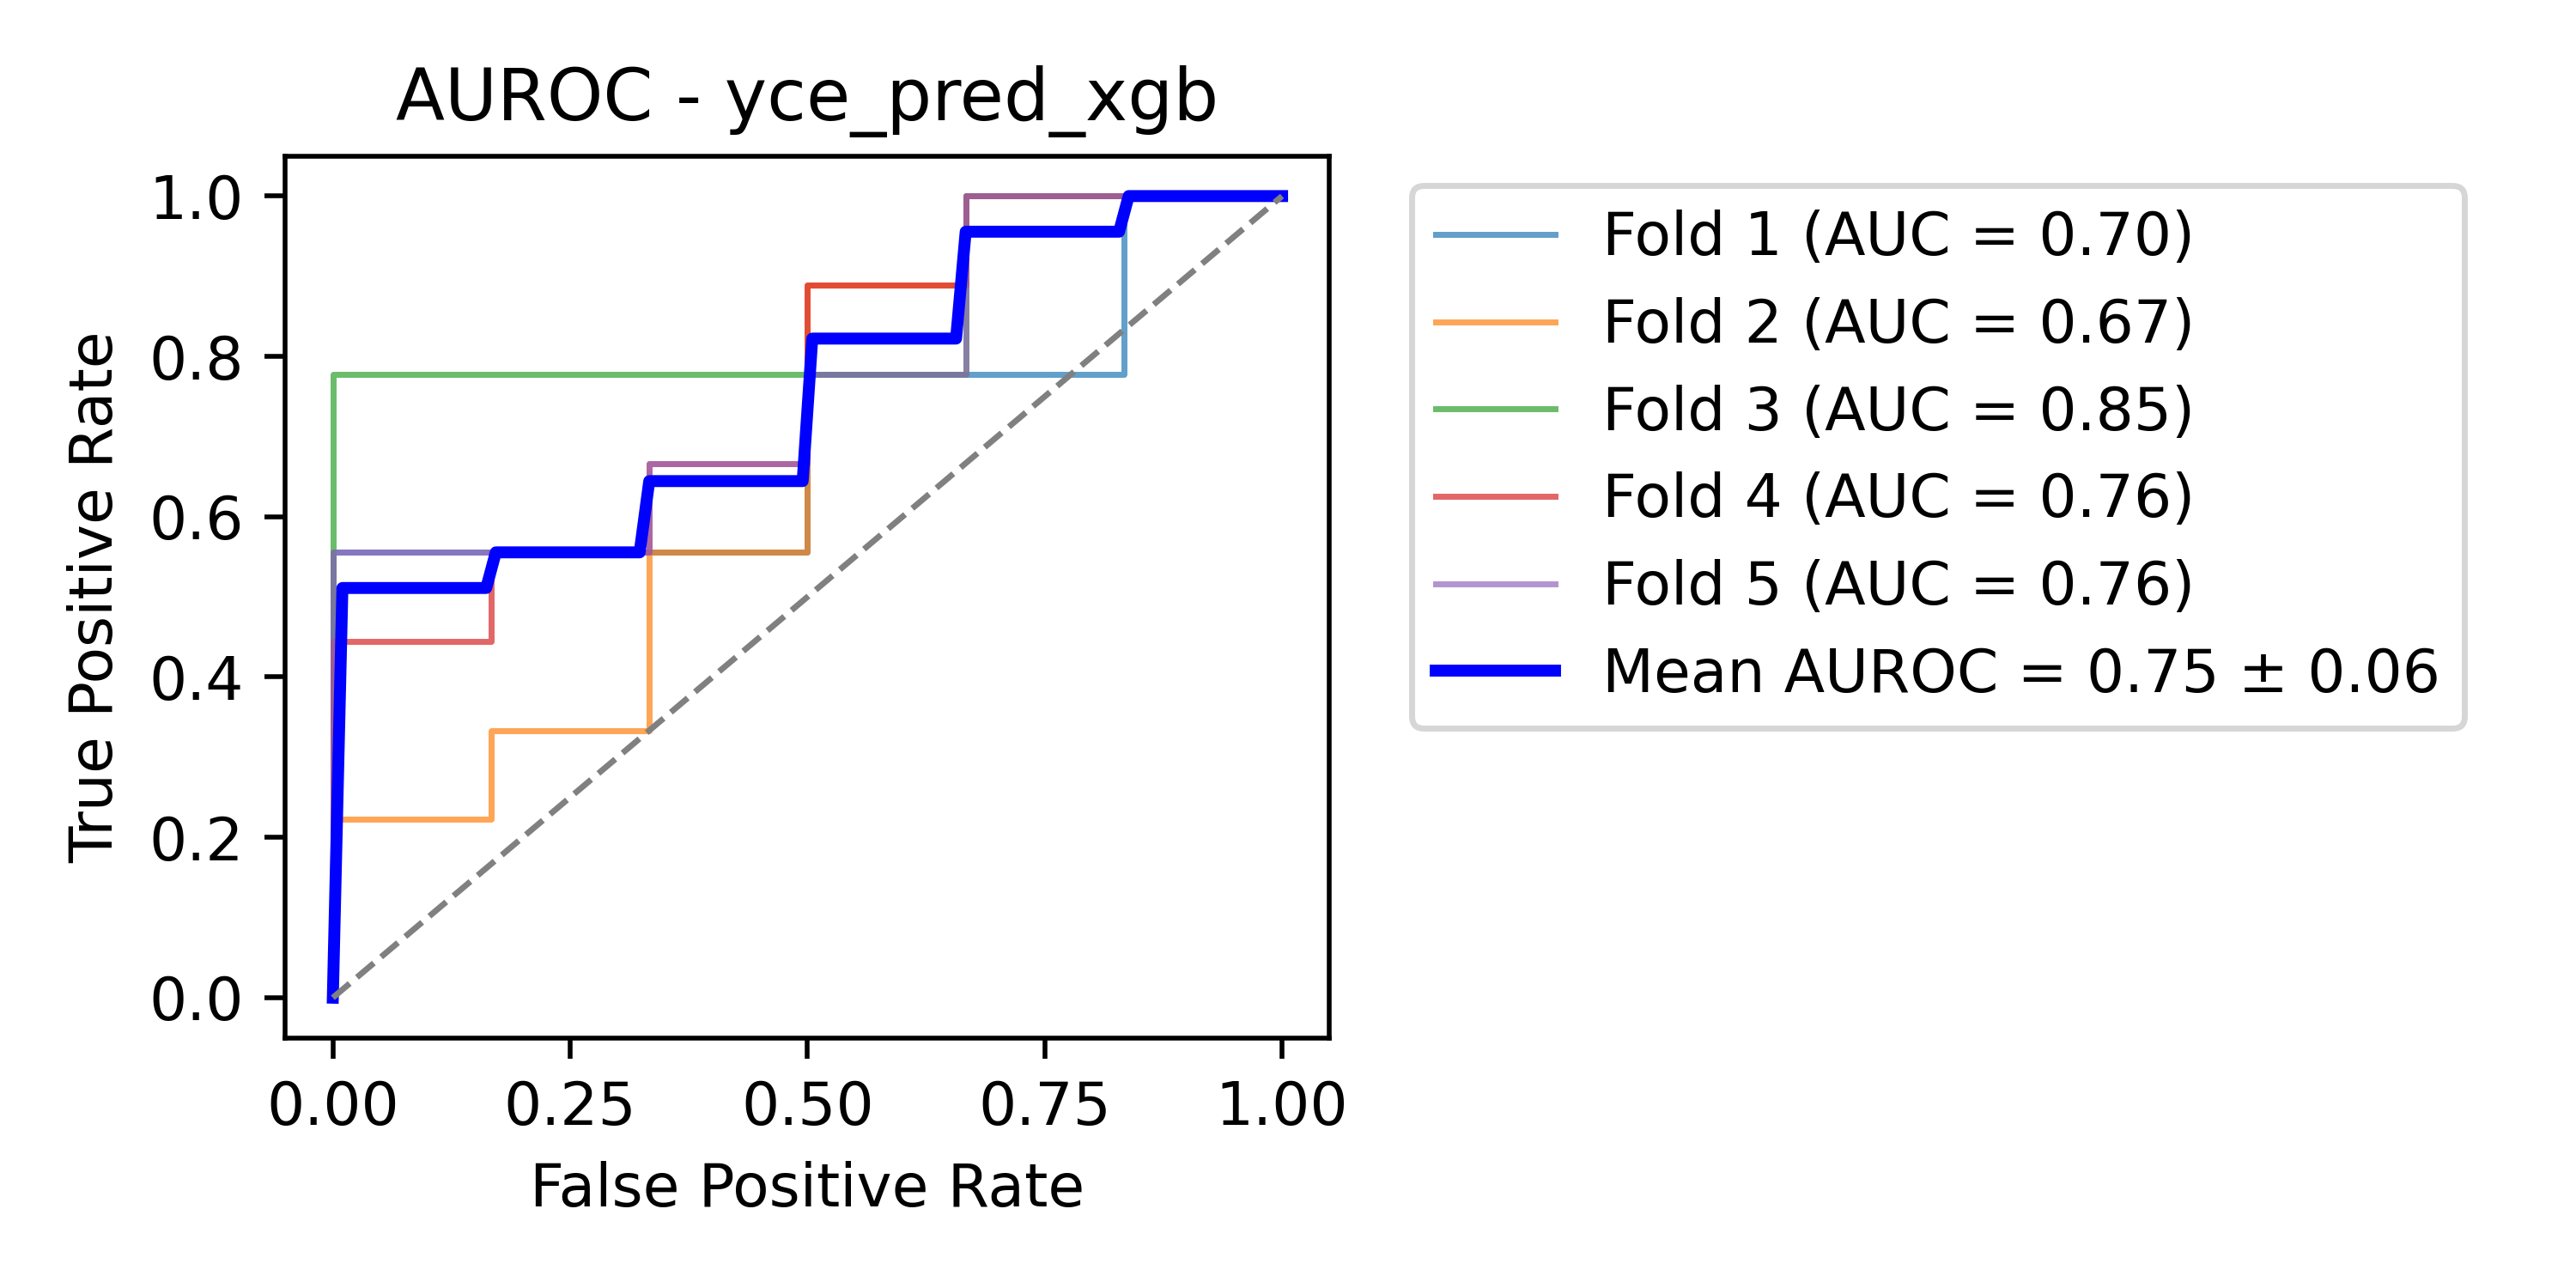 AUROC - yce_pred_xgb
True Positive Rate
1.0
0.8
0.6
0.4
0.2
0.0
0.00 0.25 0.50 0.75 1.00
False Positive Rate
Fold 1 (AUC = 0.70)
Fold 2 (AUC = 0.67)
Fold 3 (AUC = 0.85)
Fold 4 (AUC = 0.76)
Fold 5 (AUC = 0.76)
Mean AUROC = 0.75 ± 0.06